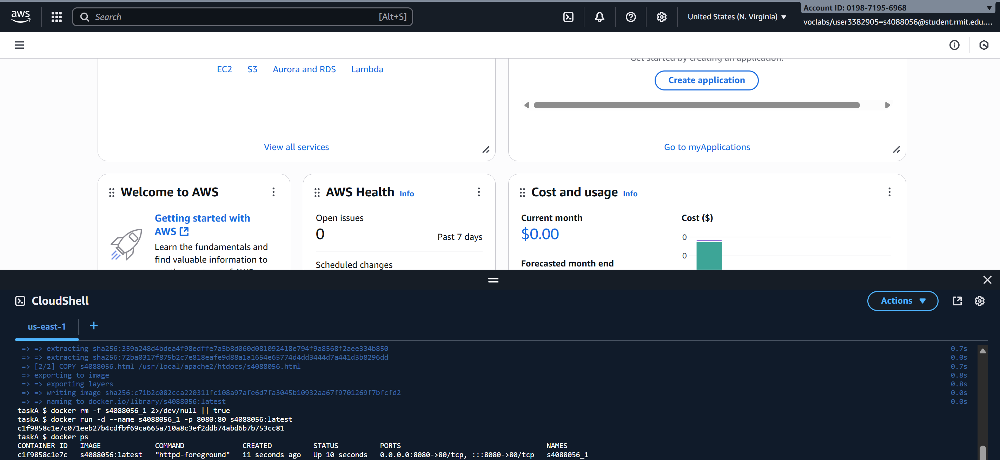 aws
Search [Alt+S]
United States (N. Virginia)
Account ID: 0198-7195-6968
voclabs/user3382905=s4088056@student.rmit.edu....
EC2 S3 Aurora and RDS Lambda
Get started by creating an application.
Create application
View all services
Go to myApplications
Welcome to AWS
Getting started with
AWS
Learn the fundamentals and
find valuable information to
AWS Health Info
Open issues
0
Past 7 days
Scheduled changes
Cost and usage Info
Current month
$0.00
Forecasted month end
Cost ($)
0
0
CloudShell
Actions
us-east-1 +
=> => extracting sha256:359a248d4bdea4f98edffe7a5b8d060d081092418e794f9a8568f2aee334b850 0.7s
=> => extracting sha256:72ba0317f875b2c7e818eafe9d88a1a1654e65774d4dd3444d7a441d3b8296dd 0.0s
=> [2/2] COPY s4088056.html /usr/local/apache2/htdocs/s4088056.html 0.7s
=> exporting to image 0.8s
=> => exporting layers 0.8s
=> => writing image sha256:c71b2c082cca220311fc108a97afe6d7fa3045b10932aa67f9701269f7bfcfd2 0.0s
=> => naming to docker.io/library/s4088056:latest 0.0s
taskA $ docker rm -f s4088056_1 2>/dev/null || true
taskA $ docker run -d --name s4088056_1 -p 8080:80 s4088056:latest
c1f9858c1e7c071eeb27b4cdfbf69ca665a710a8c3ef2ddb74abd6b7b753cc81
taskA $ docker ps
CONTAINER ID IMAGE COMMAND CREATED STATUS PORTS NAMES
c1f9858c1e7c s4088056:latest "httpd-foreground" 11 seconds ago Up 10 seconds 0.0.0.0:8080->80/tcp, :::8080->80/tcp s4088056_1